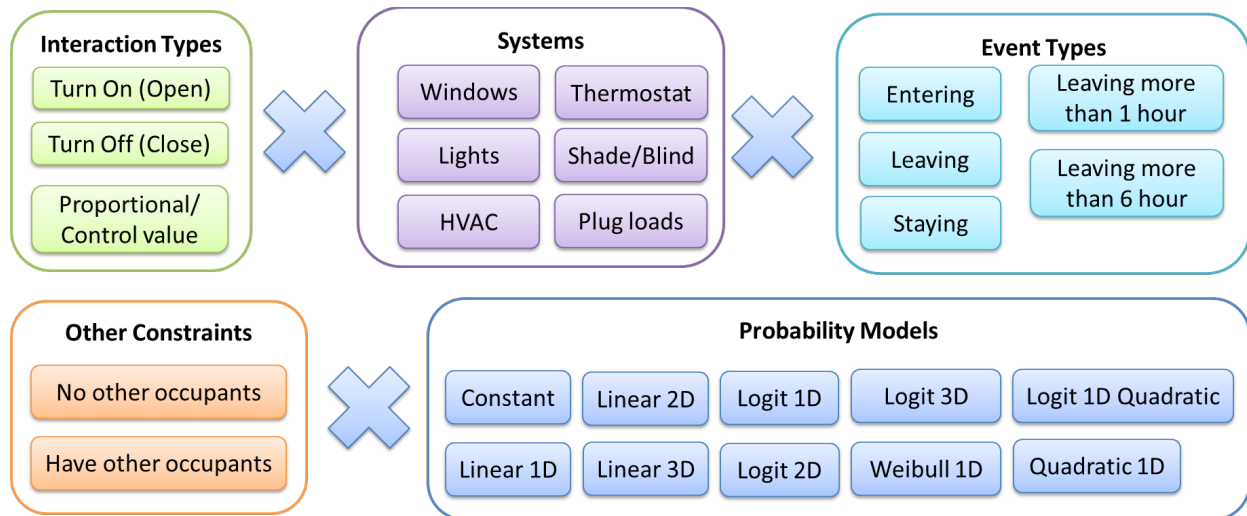 Interaction Types
Turn On (Open)
Turn Off (Close)
Proportional/
Control value
Systems
Windows
Thermostat
Lights
Shade/Blind
HVAC
Plug loads
Event Types
Entering
Leaving
Staying
Leaving more
than 1 hour
Leaving more
than 6 hour
Other Constraints
No other occupants
Have other occupants
Probability Models
Constant
Linear 2D
Logit 1D
Logit 3D
Logit 1D Quadratic
Linear 1D
Linear 3D
Logit 2D
Weibull 1D
Quadratic 1D